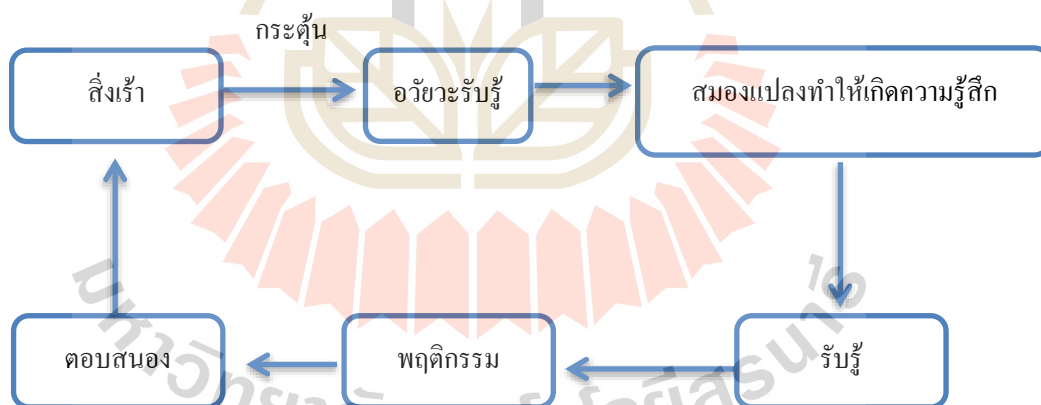 กระตุ้น
สิ่งเร้า
อวัยวะรับรู้
สมองแปลงทำให้เกิดความรู้สึก
ตอบสนอง
พฤติกรรม
รับรู้